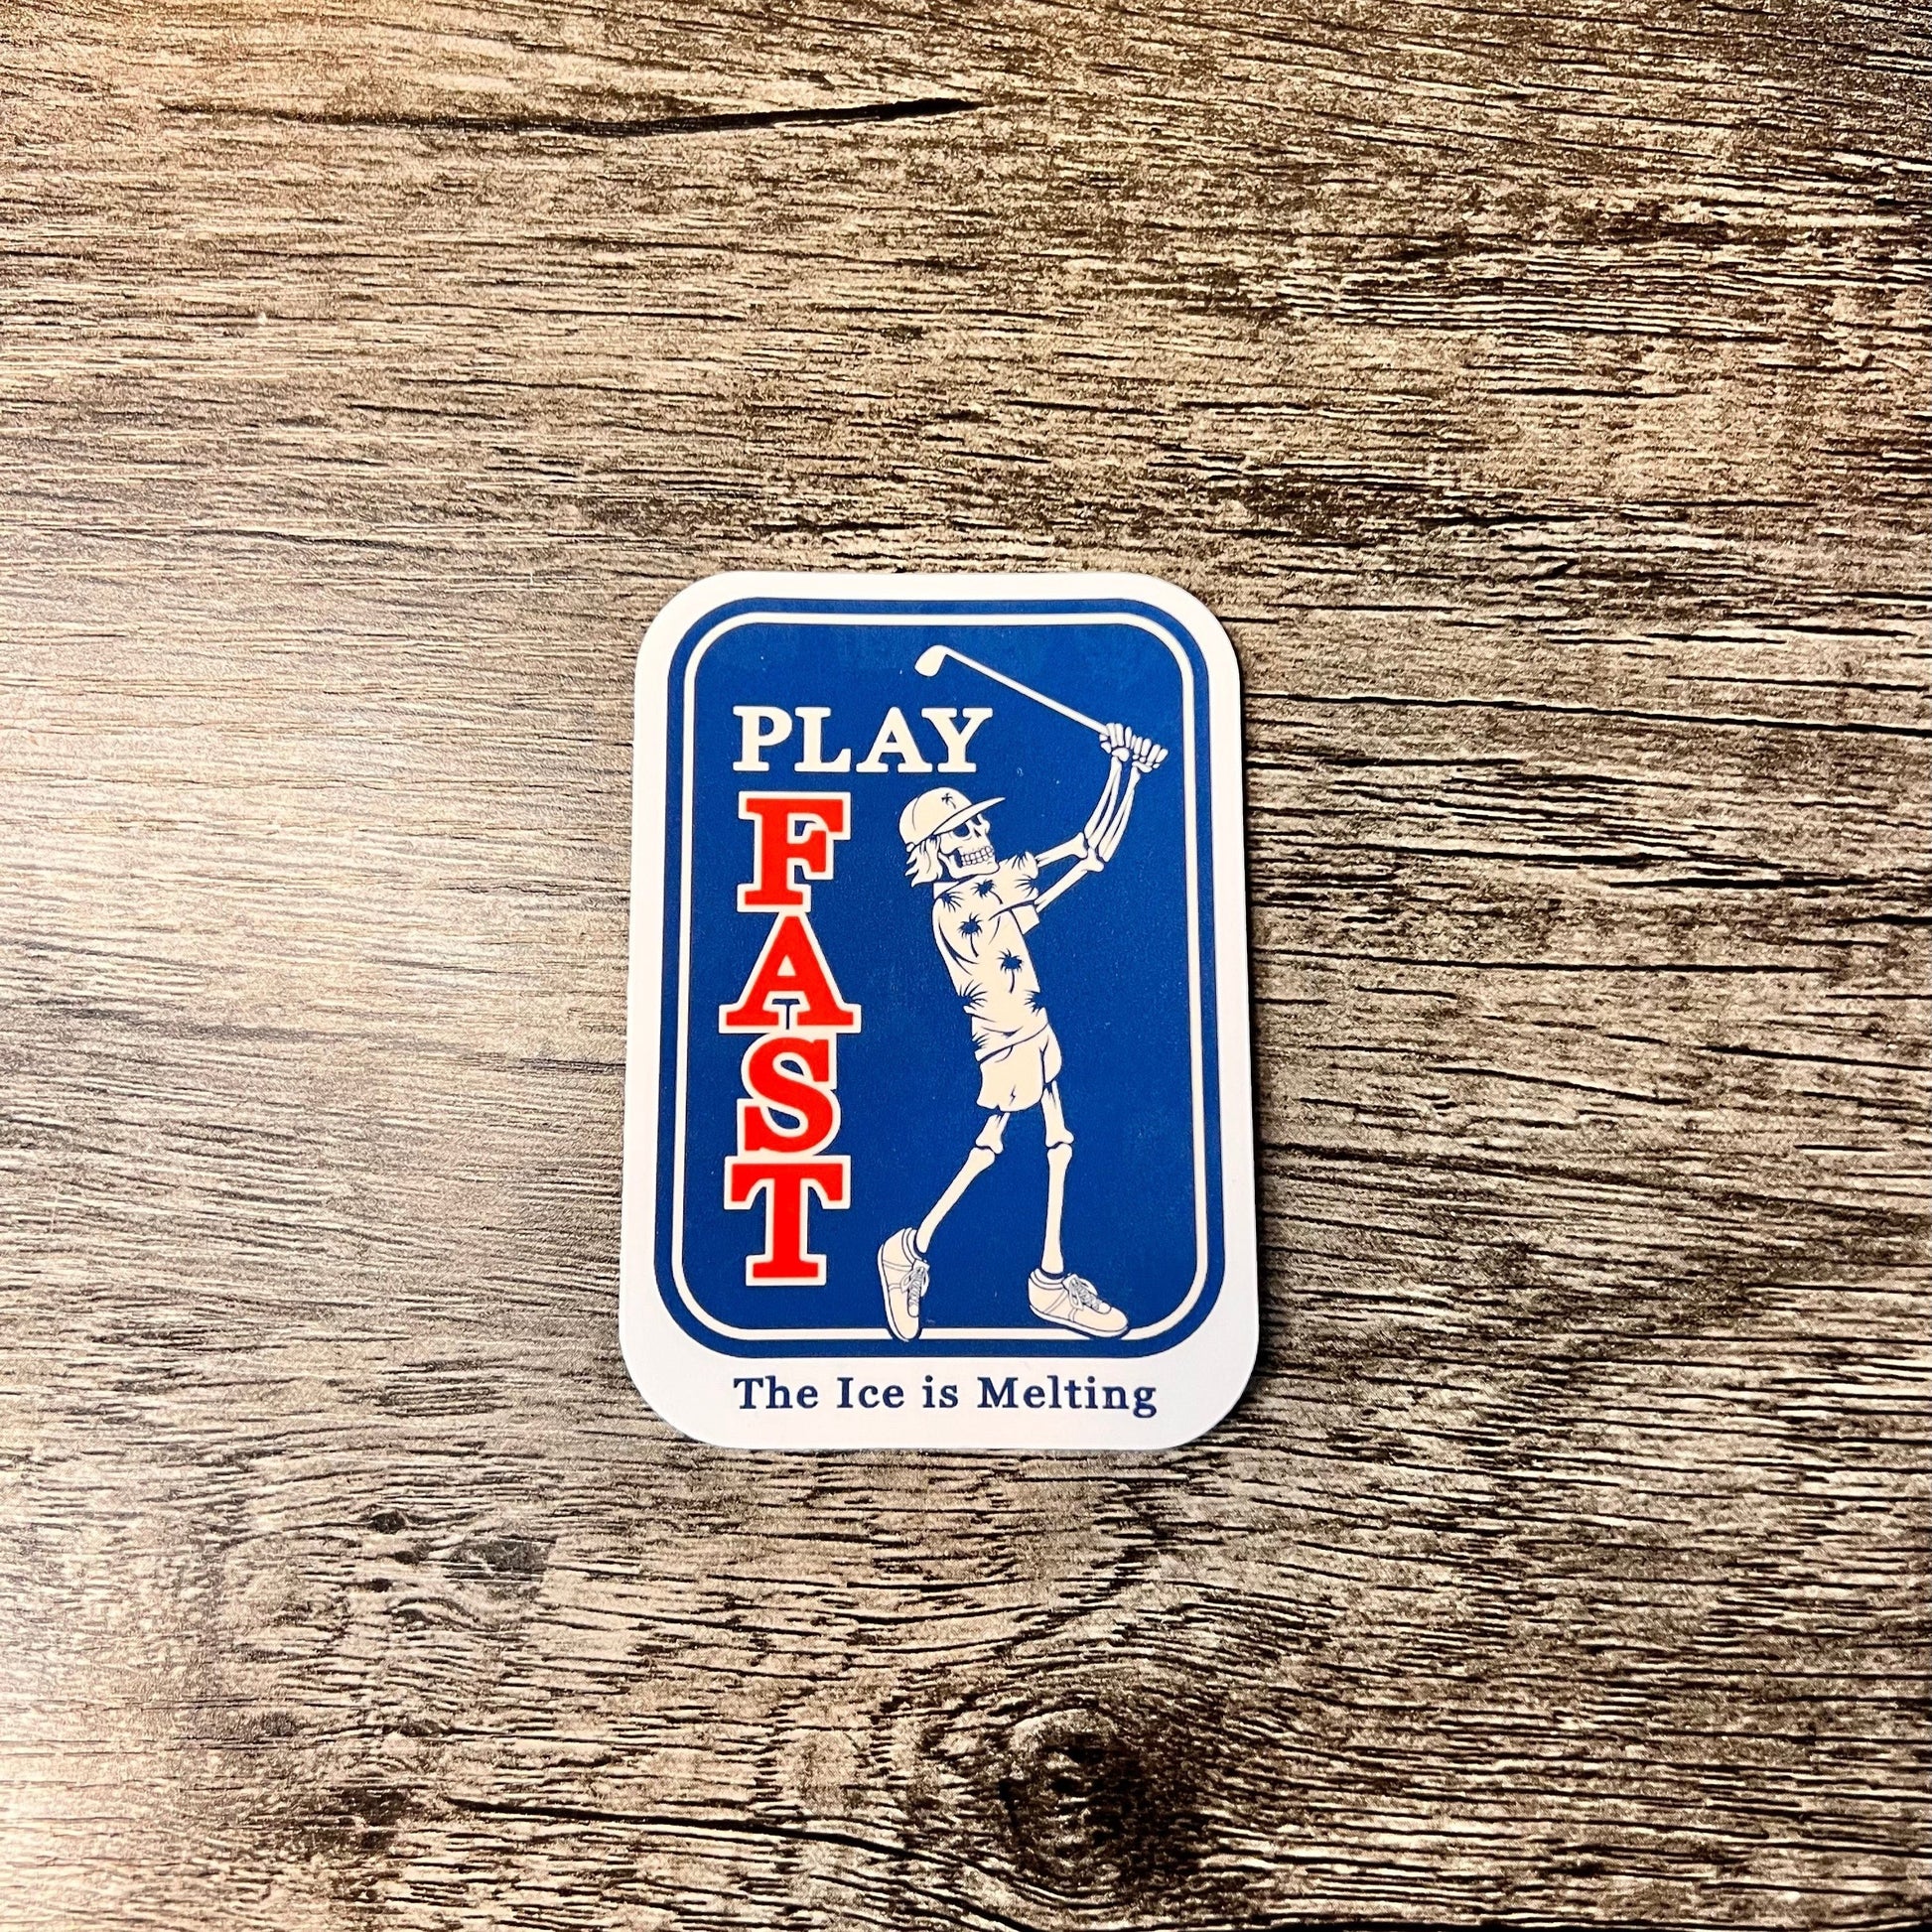 PLAY
FAST
The Ice is Melting